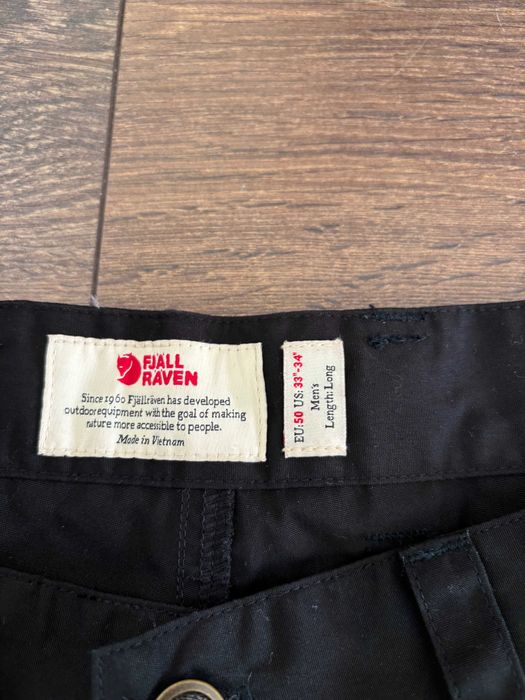 FJÄLL
RÄVEN
Since 1960 Fjällräven has developed
outdoor equipment with the goal of making
nature more accessible to people.
Made in Vietnam
EU:50 US: 33"-34"
Men's
Length: Long